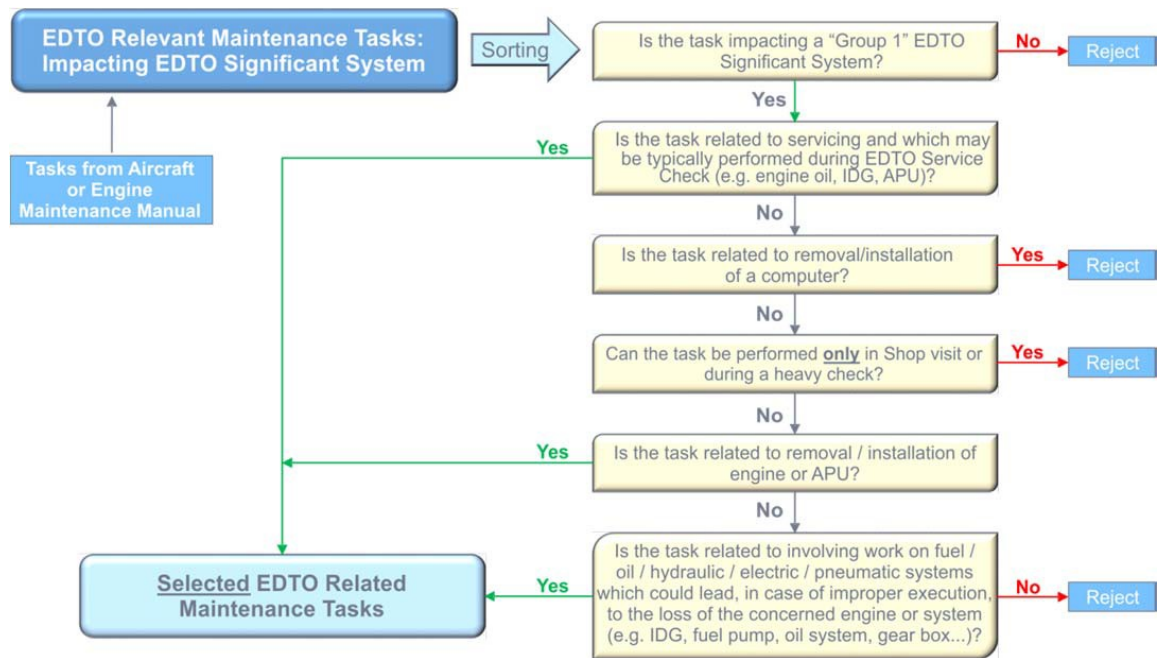 EDTO Relevant Maintenance Tasks:
Impacting EDTO Significant System
Sorting
Is the task impacting a “Group 1” EDTO
Significant System?
No
Reject
Yes
Tasks from Aircraft
or Engine
Maintenance Manual
Yes
Is the task related to servicing and which may
be typically performed during EDTO Service
Check (e.g. engine oil, IDG, APU)?
No
Is the task related to removal/installation
of a computer?
Yes
Reject
No
Can the task be performed only in Shop visit or
during a heavy check?
Yes
Reject
No
Yes
Is the task related to removal / installation of
engine or APU?
No
Selected EDTO Related
Maintenance Tasks
Yes
Is the task related to involving work on fuel /
oil / hydraulic / electric / pneumatic systems
which could lead, in case of improper execution,
to the loss of the concerned engine or system
(e.g. IDG, fuel pump, oil system, gear box...)?
No
Reject